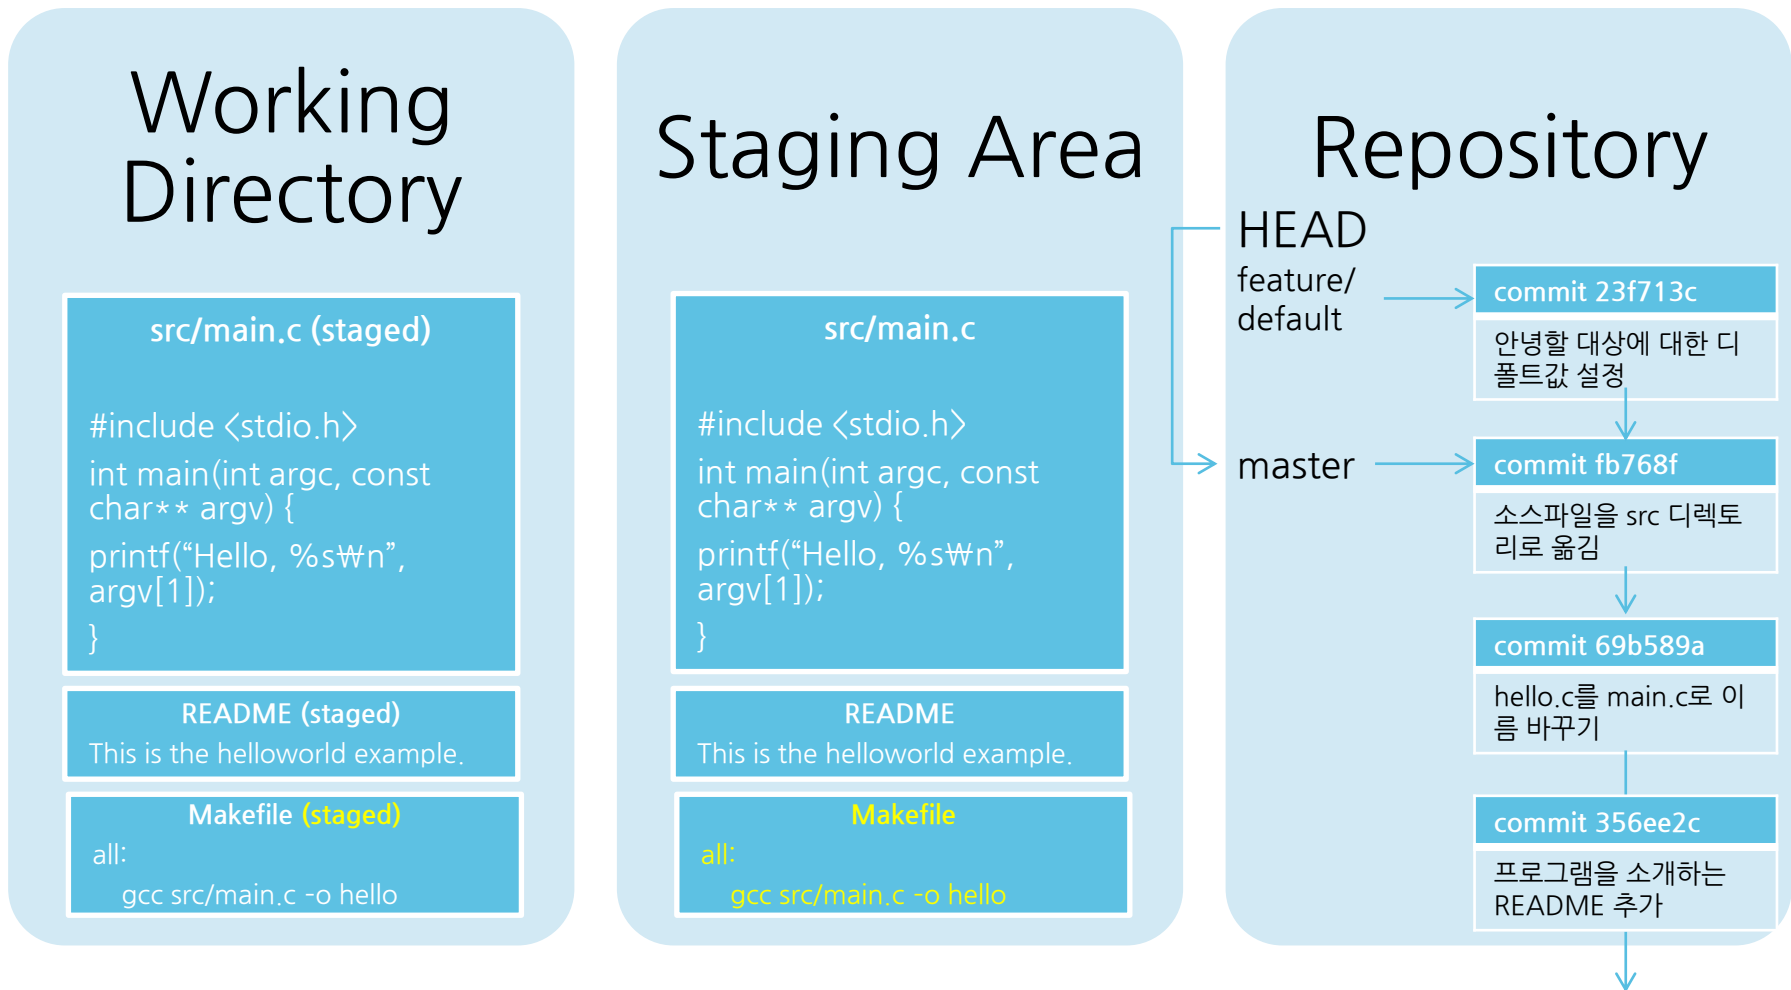 Working
Directory
src/main.c (staged)
#include <stdio.h>
int main(int argc, const
char** argv) {
printf(“Hello, %s₩n”,
argv[1]);
}
README (staged)
This is the helloworld example.
Makefile (staged)
all:
gcc src/main.c -o hello
Staging Area
src/main.c
#include <stdio.h>
int main(int argc, const
char** argv) {
printf(“Hello, %s₩n”,
argv[1]);
}
README
This is the helloworld example.
Makefile
all:
gcc src/main.c -o hello
Repository
HEAD
feature/
default
master
commit 23f713c
안녕할 대상에 대한 디
폴트값 설정
commit fb768f
소스파일을 src 디렉토
리로 옮김
commit 69b589a
hello.c를 main.c로 이
름 바꾸기
commit 356ee2c
프로그램을 소개하는
README 추가